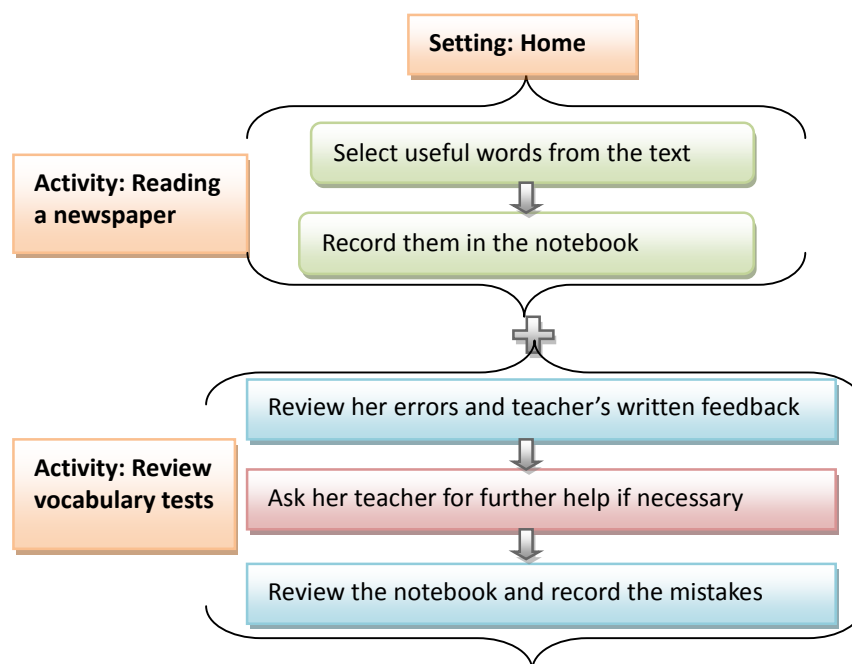 Setting: Home
Select useful words from the text
Activity: Reading
a newspaper
Record them in the notebook
Review her errors and teacher’s written feedback
Activity: Review
vocabulary tests
Ask her teacher for further help if necessary
Review the notebook and record the mistakes